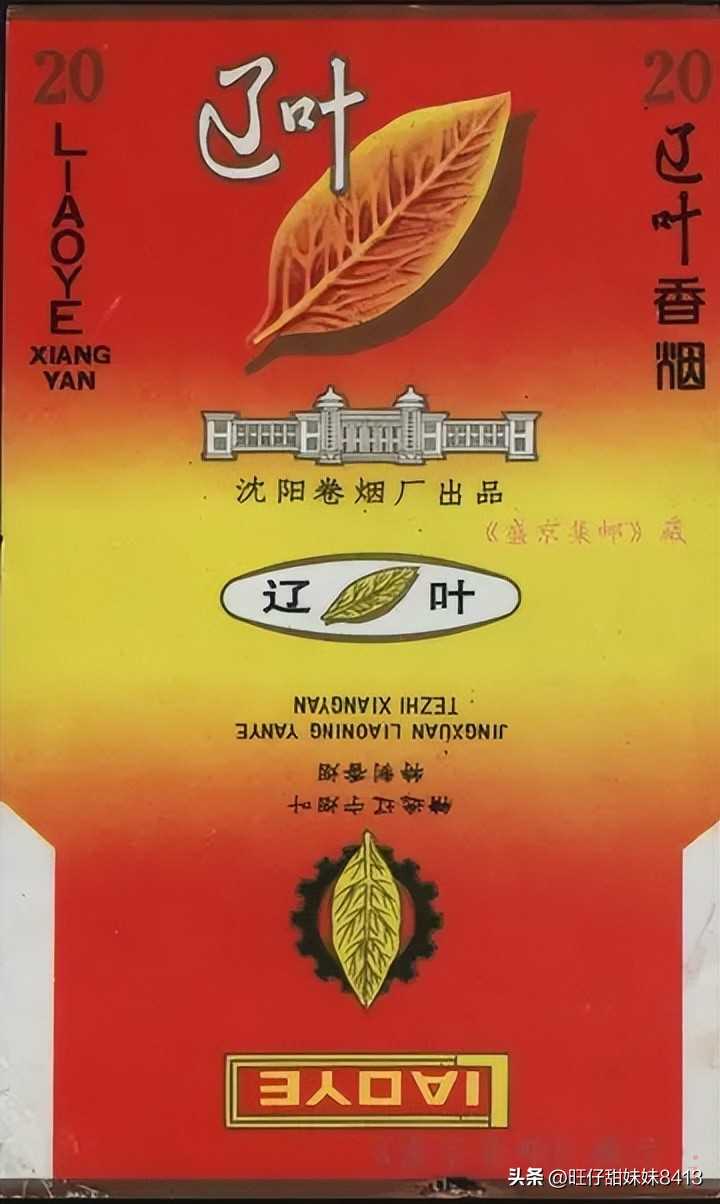 20
LIAOYE
XIANG
YAN
辽叶
20
辽叶香烟
沈阳卷烟厂出品
《盛京集邮》藏
辽叶
精选辽宁烟叶
特制香烟
JINGXUAN LIAONING YANYE
TEZHI XIANGYAN
LIAOYE
头条 @旺仔甜妹妹8413